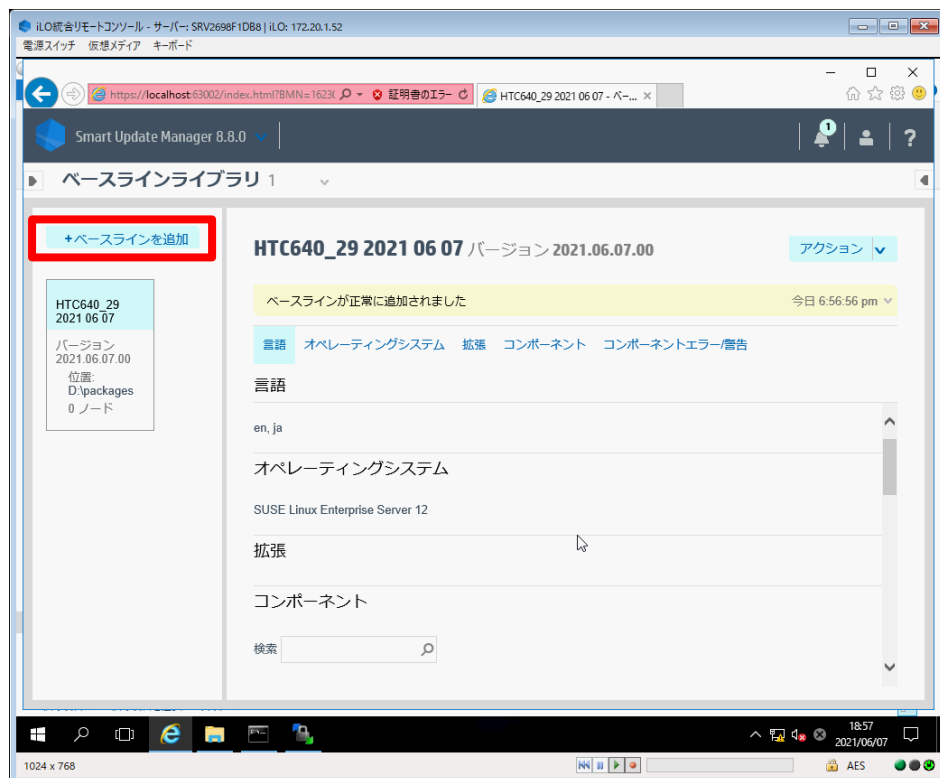 iLO統合リモートコンソール - サーバー: SRV2698F1DB8 | iLO: 172.20.1.52
電源スイッチ 仮想メディア キーボード
https://localhost:63002/index.html?BMN=1623(
証明書のエラー
HTC640_29 2021 06 07 - ベー...
Smart Update Manager 8.8.0
1
?
ベースラインライブラリ 1
+ベースラインを追加
HTC640_29 2021 06 07 バージョン 2021.06.07.00
アクション
HTC640_29
2021 06 07
バージョン
2021.06.07.00
位置:
D:\packages
0 ノード
ベースラインが正常に追加されました
今日 6:56:56 pm
言語 オペレーティングシステム 拡張 コンポーネント コンポーネントエラー/警告
言語
en, ja
オペレーティングシステム
SUSE Linux Enterprise Server 12
拡張
コンポーネント
検索
18:57
2021/06/07
1024 x 768
AES